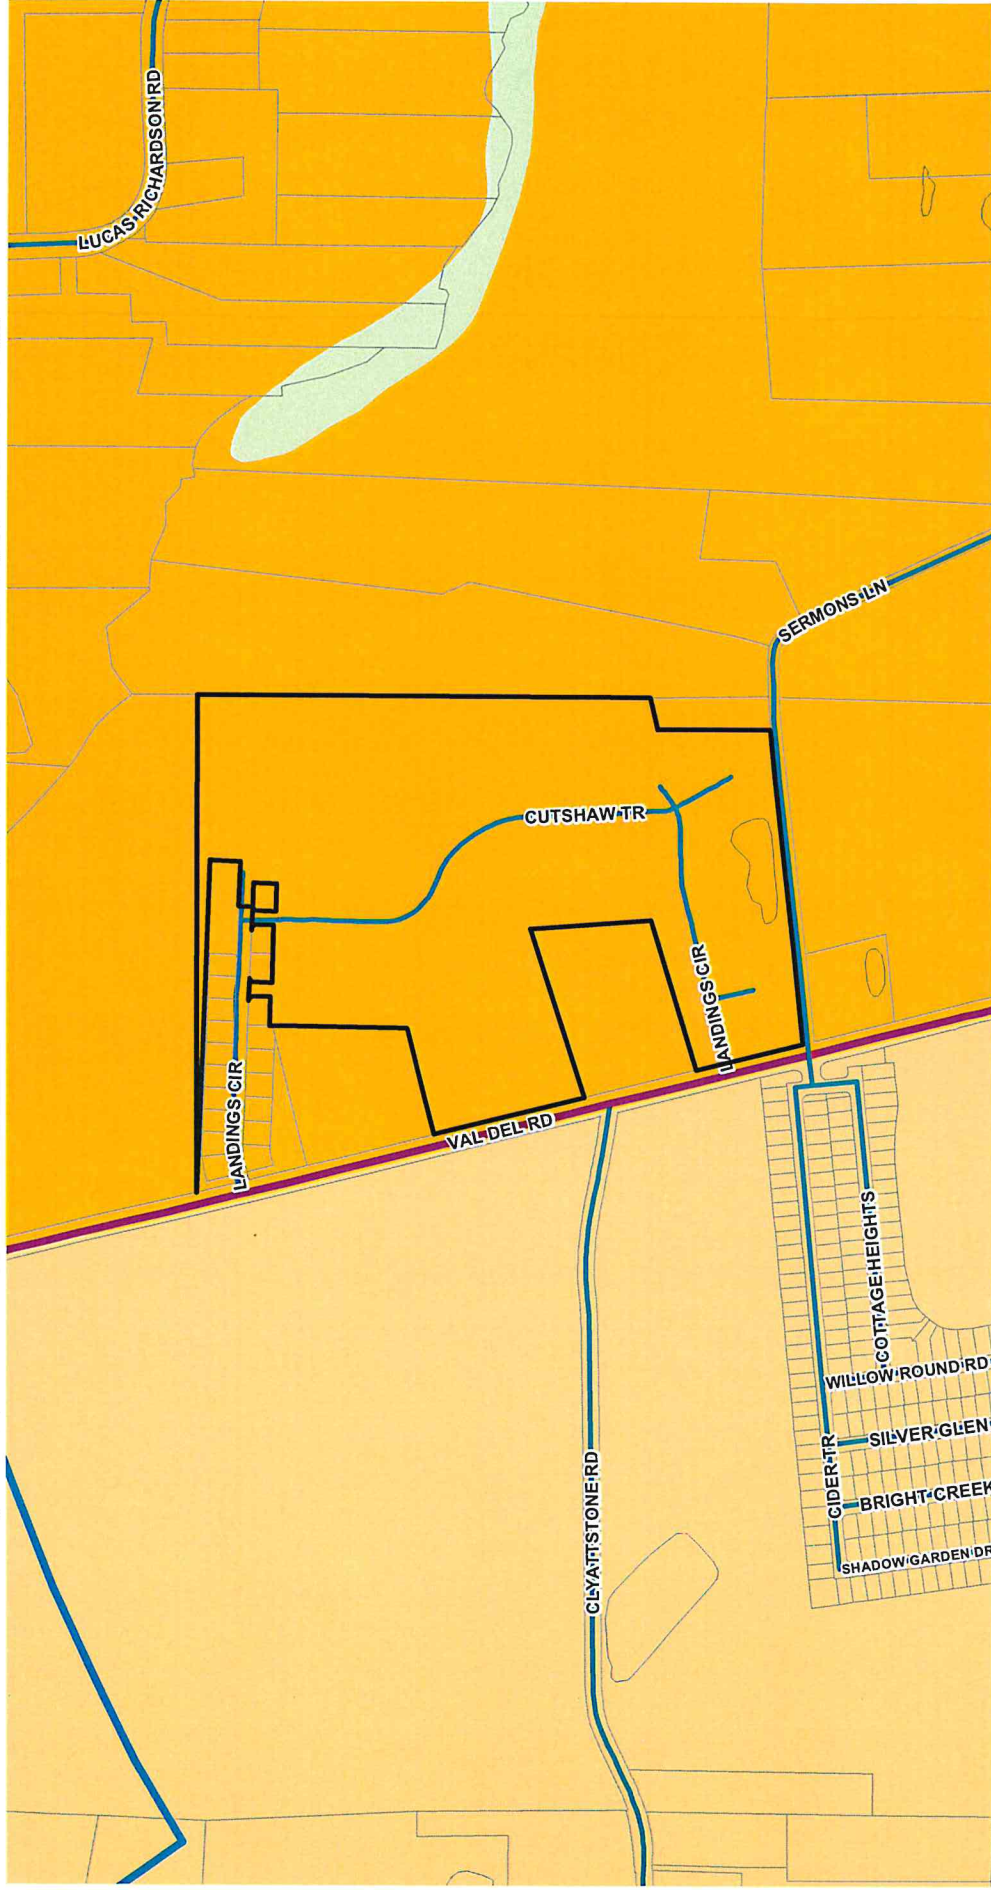 LUCAS RICHARDSON RD
SERMONS LN
CUTSHAW TR
LANDINGS CIR
LANDINGS CIR
VAL DEL RD
COTTAGE HEIGHTS
WILLOW ROUND RD
SILVER GLEN
CIDER TR
BRIGHT CREEK
CLYATTSTONE RD
SHADOW GARDEN DR